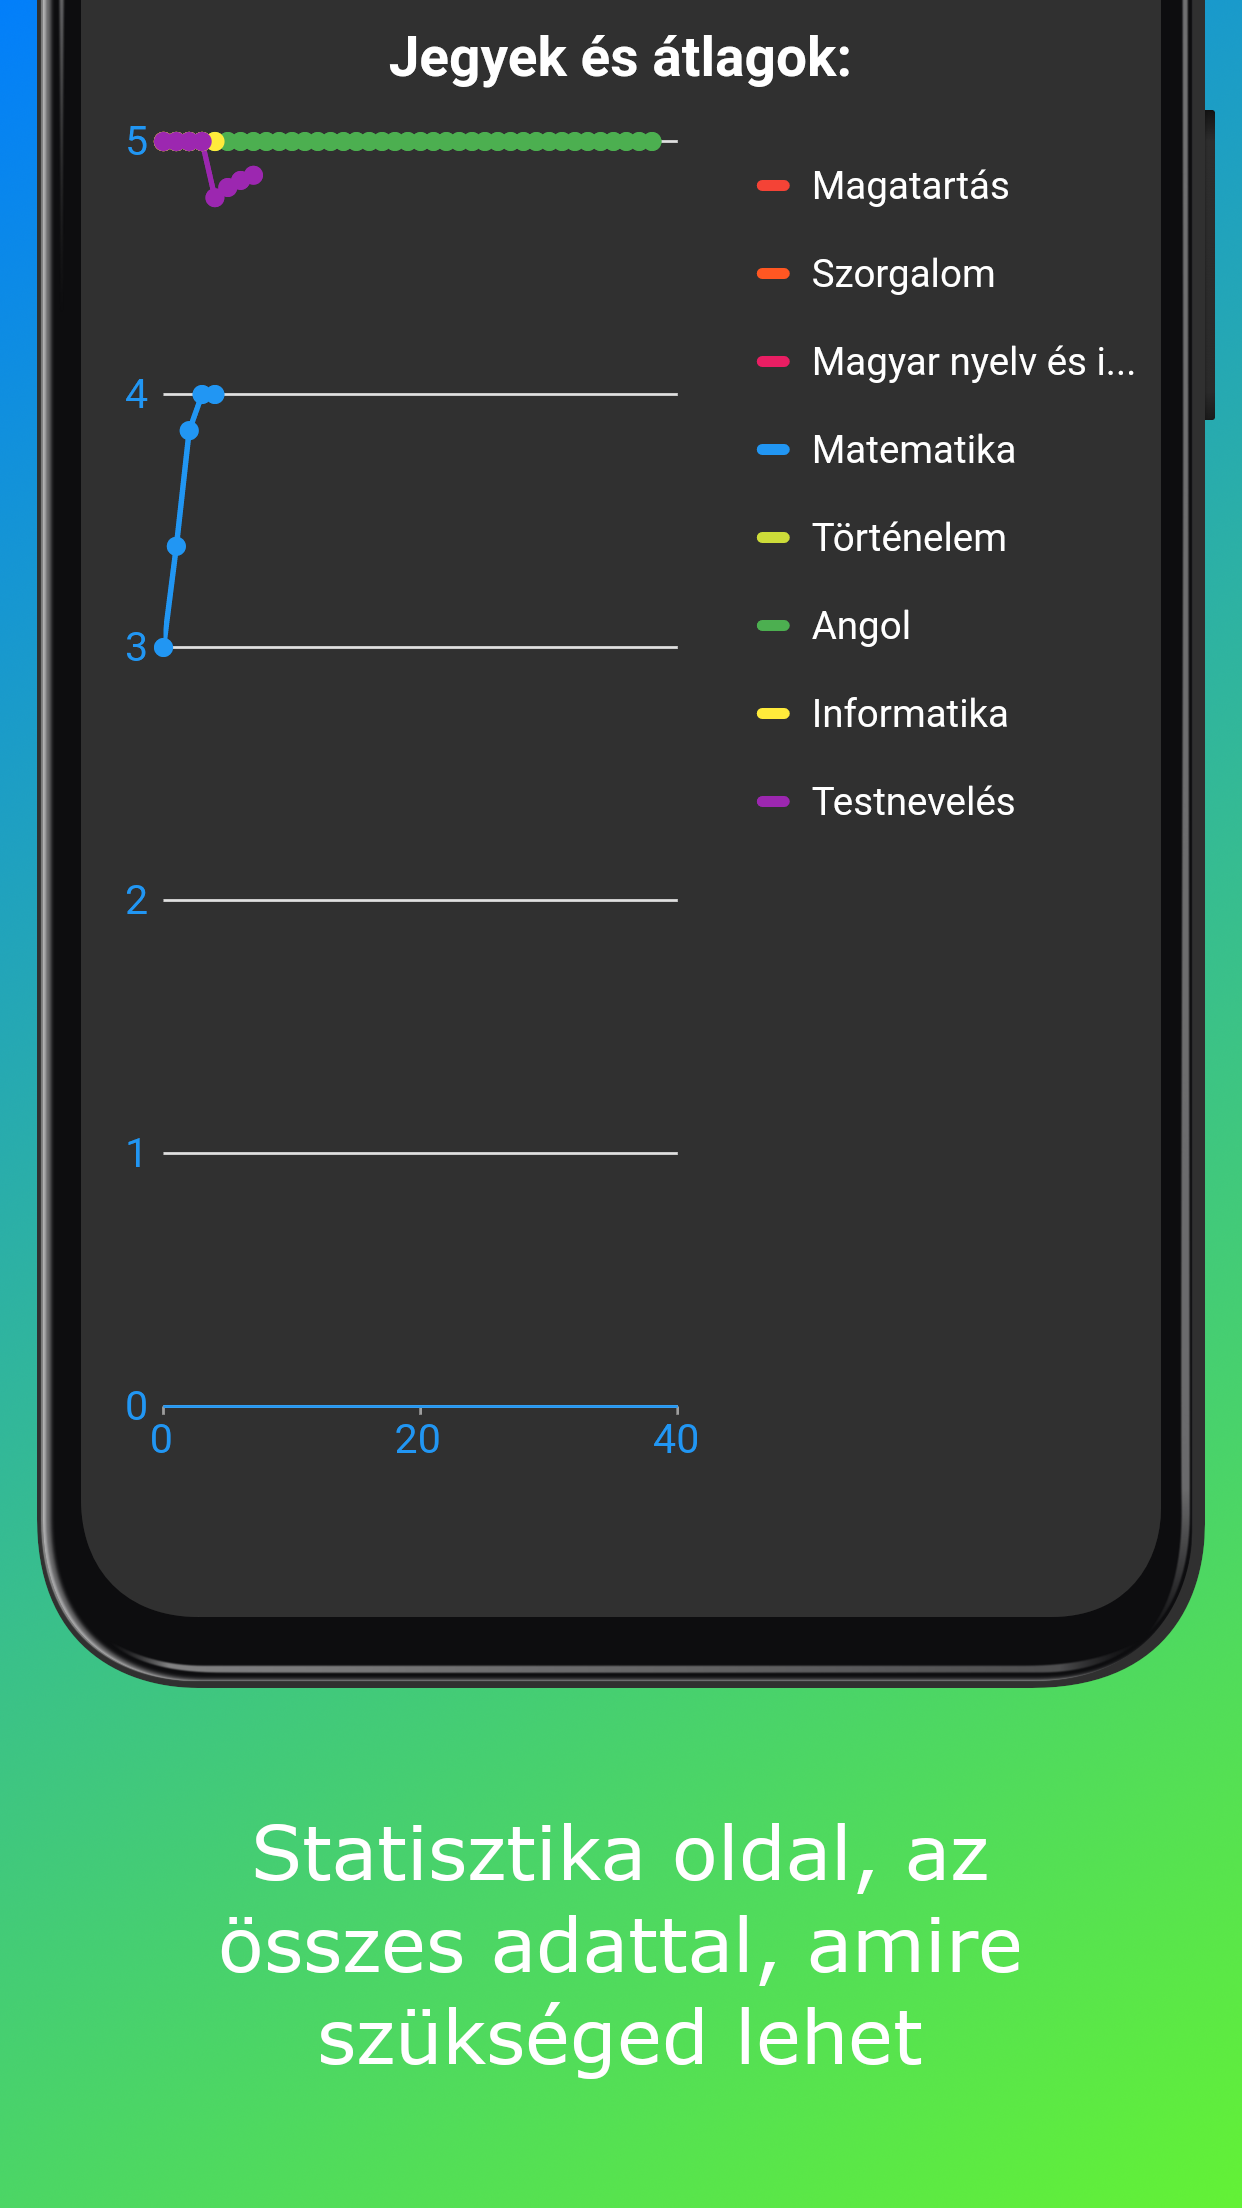 Jegyek és átlagok:
5
4
3
2
1
0
0 20 40
Magatartás
Szorgalom
Magyar nyelv és i...
Matematika
Történelem
Angol
Informatika
Testnevelés
Statisztika oldal, az
összes adattal, amire
szükséged lehet